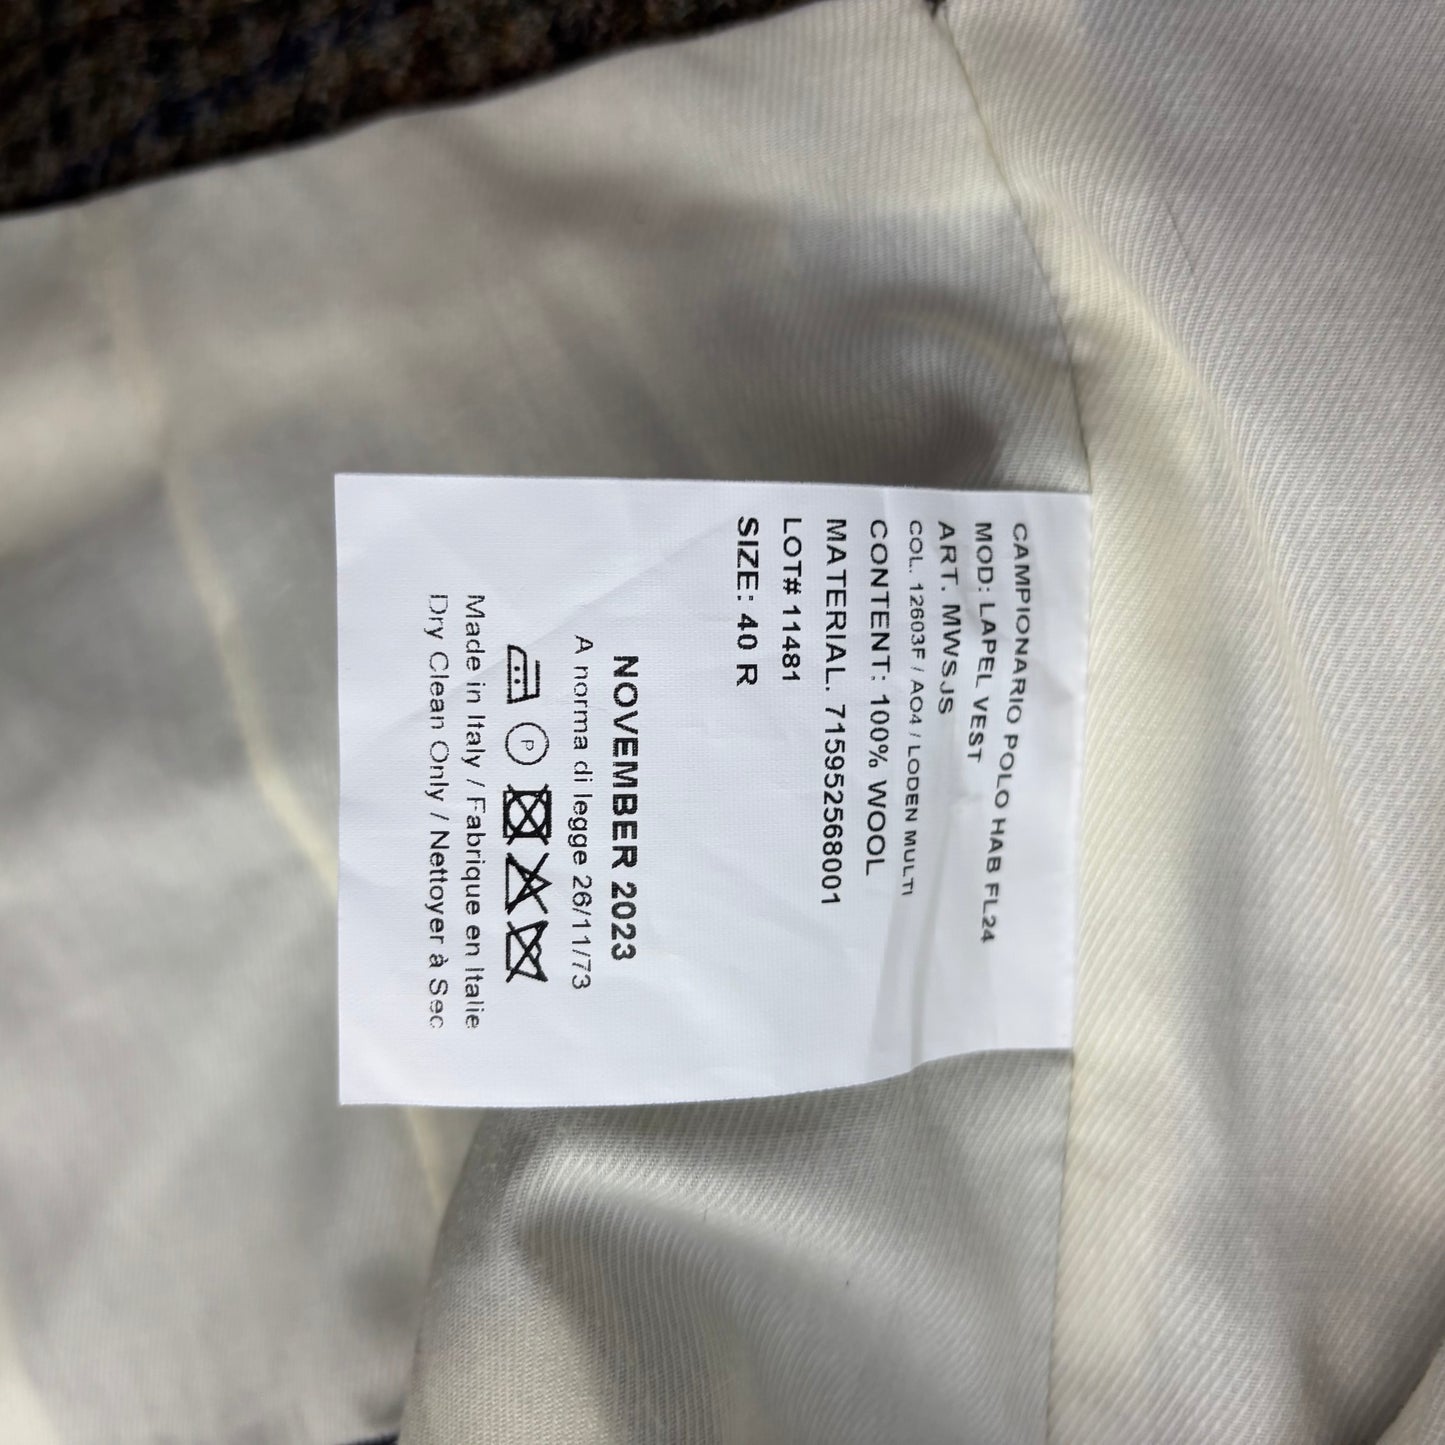 CAMPIONARIO POLO HAB FL24
MOD: LAPEL VEST
ART. MWSJS
COL. 12603F / AO4 / LODEN MULTI
CONTENT: 100% WOOL
MATERIAL. 715952568001
LOT# 11481
SIZE: 40 R
NOVEMBER 2023
A norma di legge 26/11/73
P
Made in Italy / Fabrique en Italie
Dry Clean Only / Nettoyer à Sec